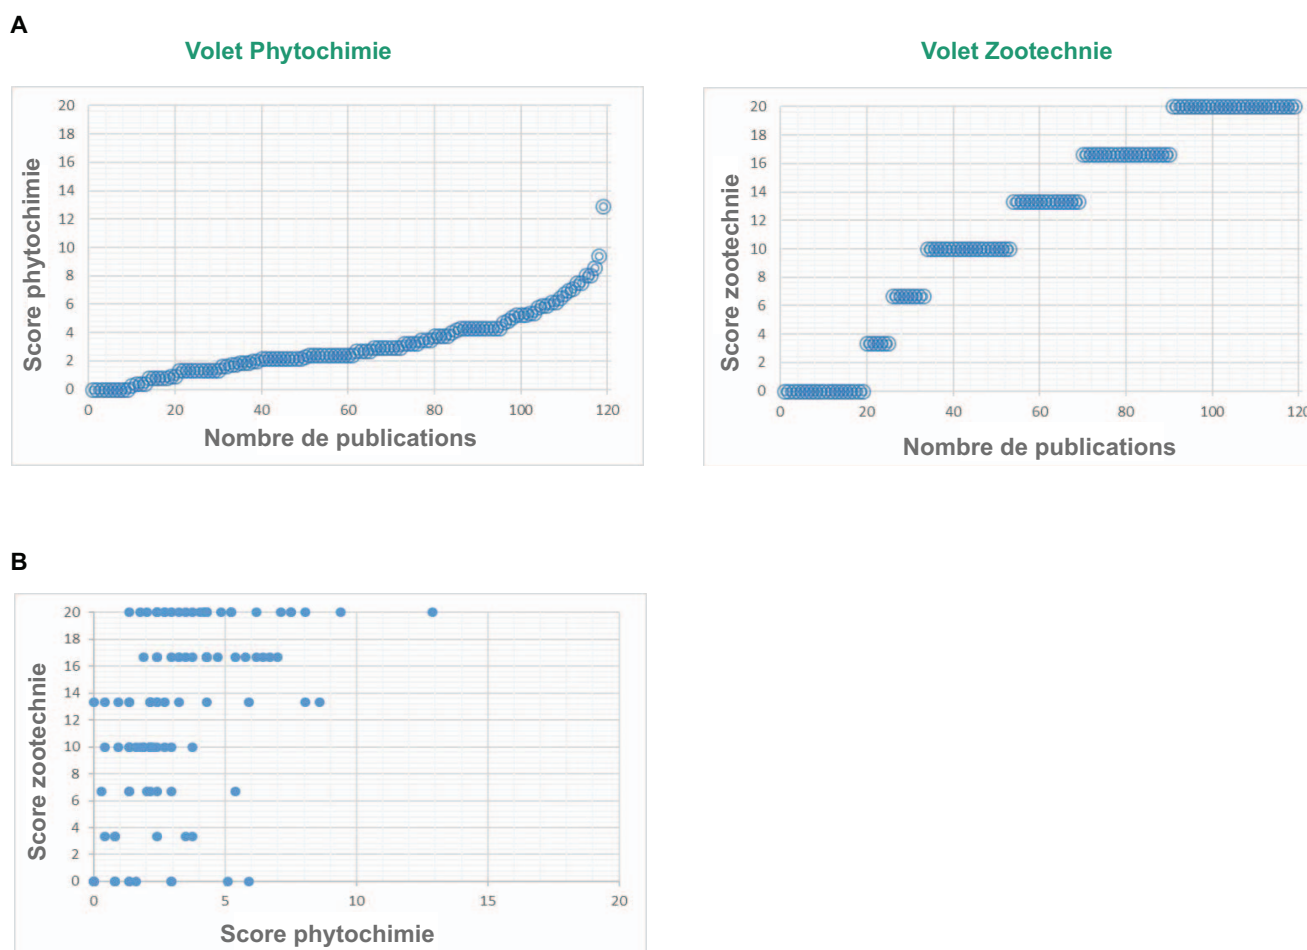 A
Volet Phytochimie
Volet Zootechnie
20
18
16
14
12
10
8
6
4
2
0
Score phytochimie
0 20 40 60 80 100 120
Nombre de publications
20
18
16
14
12
10
8
6
4
2
0
Score zootechnie
0 20 40 60 80 100 120
Nombre de publications
B
20
18
16
14
12
10
8
6
4
2
0
Score zootechnie
0 5 10 15 20
Score phytochimie